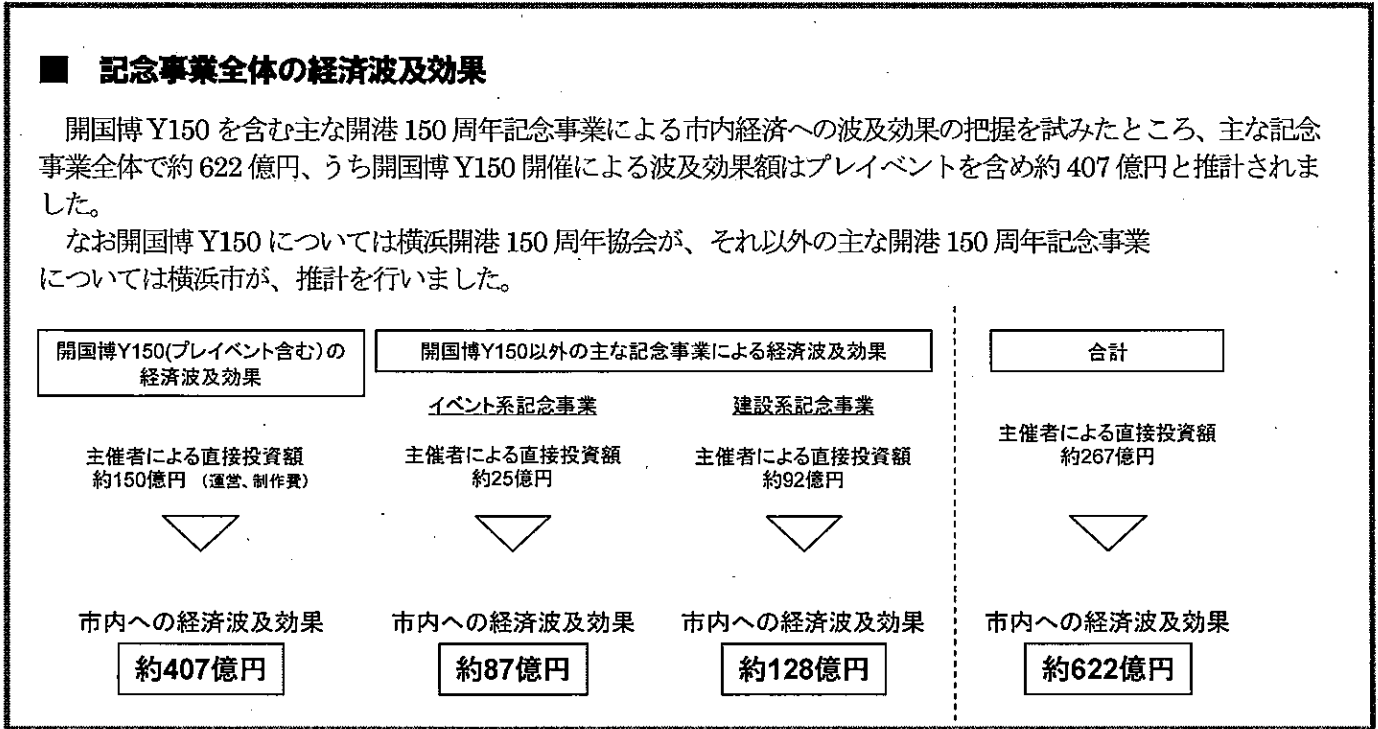 ■ 記念事業全体の経済波及効果
開国博Y150を含む主な開港150周年記念事業による市内経済への波及効果の把握を試みたところ、主な記念
事業全体で約622億円、うち開国博Y150開催による波及効果額はプレイベントを含め約407億円と推計されま
した。
なお開国博Y150については横浜開港150周年協会が、それ以外の主な開港150周年記念事業
については横浜市が、推計を行いました。
開国博Y150(プレイベント含む)の
経済波及効果
開国博Y150以外の主な記念事業による経済波及効果
合計
イベント系記念事業
建設系記念事業
主催者による直接投資額
約150億円 (運営、制作費)
主催者による直接投資額
約25億円
主催者による直接投資額
約92億円
主催者による直接投資額
約267億円
市内への経済波及効果
約407億円
市内への経済波及効果
約87億円
市内への経済波及効果
約128億円
市内への経済波及効果
約622億円